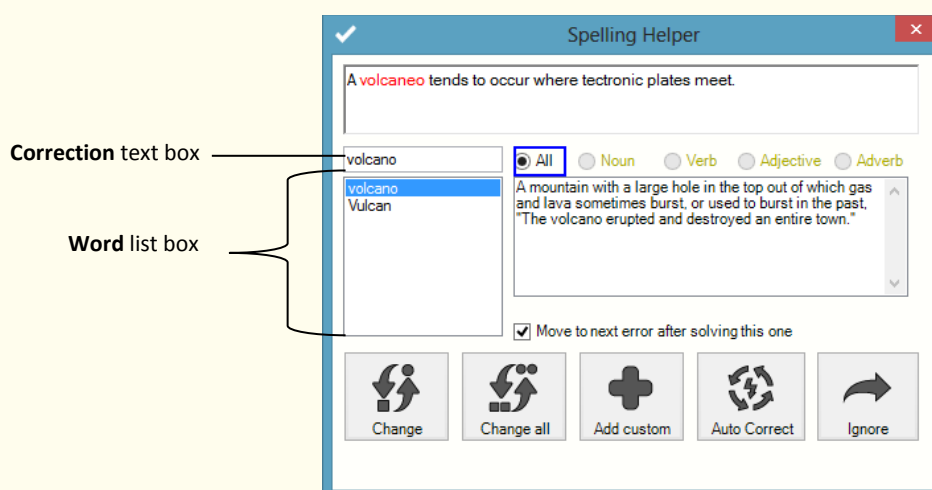 Spelling Helper
A volcaneo tends to occur where tectronic plates meet.
Correction text box
volcano
All Noun Verb Adjective Adverb
volcano
Vulcan
Word list box
A mountain with a large hole in the top out of which gas
and lava sometimes burst, or used to burst in the past,
"The volcano erupted and destroyed an entire town."
Move to next error after solving this one
Change Change all Add custom Auto Correct Ignore